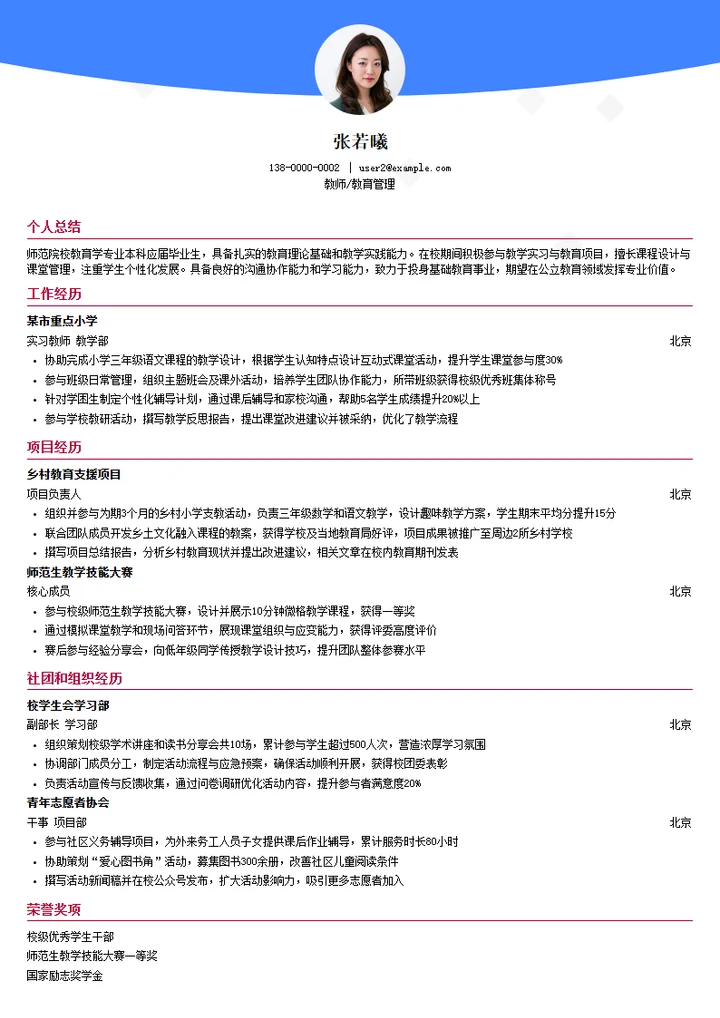 张若曦
138-0000-0002 | user2@example.com
教师/教育管理
个人总结
师范院校教育学专业本科应届毕业生，具备扎实的教育理论基础和教学实践能力。在校期间积极参与教学实习与教育项目，擅长课程设计与
课堂管理，注重学生个性化发展。具备良好的沟通协作能力和学习能力，致力于投身基础教育事业，期望在公立教育领域发挥专业价值。
工作经历
某市重点小学
实习教师 教学部 北京
• 协助完成小学三年级语文课程的教学设计，根据学生认知特点设计互动式课堂活动，提升学生课堂参与度30%
• 参与班级日常管理，组织主题班会及课外活动，培养学生团队协作能力，所带班级获得校级优秀班集体称号
• 针对学困生制定个性化辅导计划，通过课后辅导和家校沟通，帮助5名学生成绩提升20%以上
• 参与学校教研活动，撰写教学反思报告，提出课堂改进建议并被采纳，优化了教学流程
项目经历
乡村教育支援项目
项目负责人 北京
• 组织并参与为期3个月的乡村小学支教活动，负责三年级数学和语文教学，设计趣味教学方案，学生期末平均分提升15分
• 联合团队成员开发乡土文化融入课程的教案，获得学校及当地教育局好评，项目成果被推广至周边2所乡村学校
• 撰写项目总结报告，分析乡村教育现状并提出改进建议，相关文章在校内教育期刊发表
师范生教学技能大赛
核心成员 北京
• 参与校级师范生教学技能大赛，设计并展示10分钟微格教学课程，获得一等奖
• 通过模拟课堂教学和现场问答环节，展现课堂组织与应变能力，获得评委高度评价
• 赛后参与经验分享会，向低年级同学传授教学设计技巧，提升团队整体参赛水平
社团和组织经历
校学生会学习部
副部长 学习部 北京
• 组织策划校级学术讲座和读书分享会共10场，累计参与学生超过500人次，营造浓厚学习氛围
• 协调部门成员分工，制定活动流程与应急预案，确保活动顺利开展，获得校团委表彰
• 负责活动宣传与反馈收集，通过问卷调研优化活动内容，提升参与者满意度20%
青年志愿者协会
干事 项目部 北京
• 参与社区义务辅导项目，为外来务工人员子女提供课后作业辅导，累计服务时长80小时
• 协助策划“爱心图书角”活动，募集图书300余册，改善社区儿童阅读条件
• 撰写活动新闻稿并在校公众号发布，扩大活动影响力，吸引更多志愿者加入
荣誉奖项
校级优秀学生干部
师范生教学技能大赛一等奖
国家励志奖学金